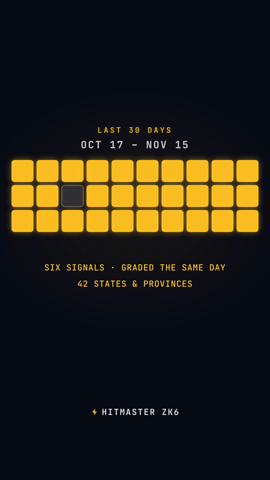 LAST 30 DAYS
OCT 17 – NOV 15
SIX SIGNALS · GRADED THE SAME DAY
42 STATES & PROVINCES
HITMASTER ZK6